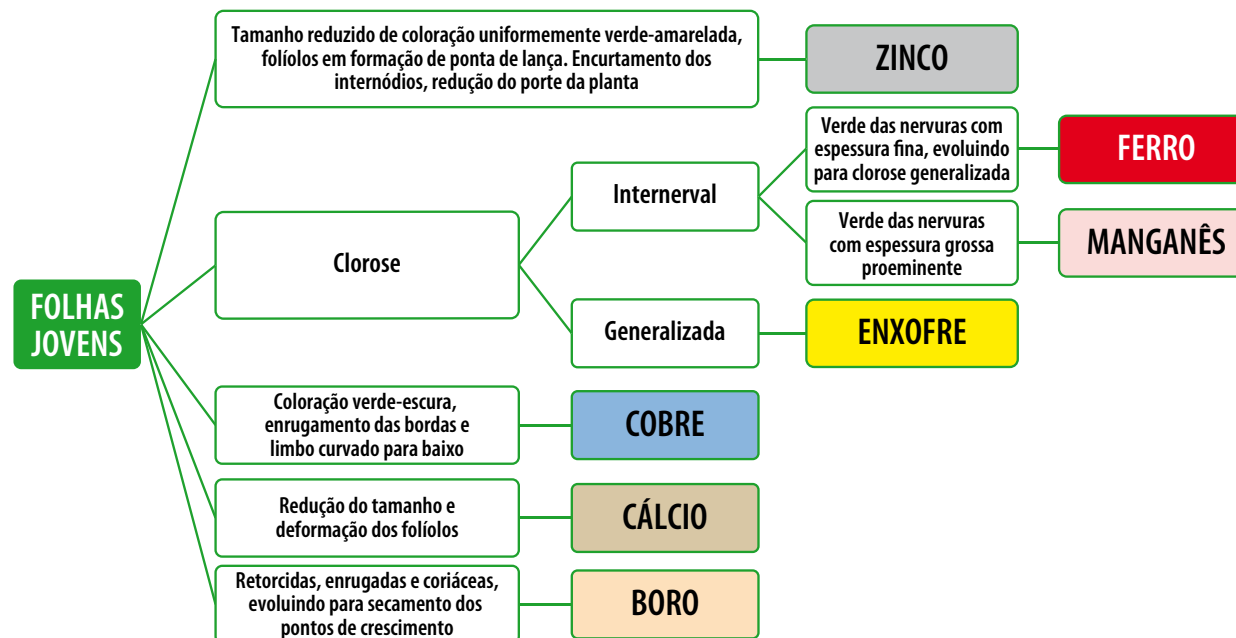 FOLHAS
JOVENS
Tamanho reduzido de coloração uniformemente verde-amarelada,
folíolos em formação de ponta de lança. Encurtamento dos
internódios, redução do porte da planta
ZINCO
Clorose
Internerval
Verde das nervuras com
espessura fina, evoluindo
para clorose generalizada
FERRO
Verde das nervuras
com espessura grossa
proeminente
MANGANÊS
Generalizada
ENXOFRE
Coloração verde-escura,
enrugamento das bordas e
limbo curvado para baixo
COBRE
Redução do tamanho e
deformação dos folíolos
CÁLCIO
Retorcidas, enrugadas e coriáceas,
evoluindo para secamento dos
pontos de crescimento
BORO